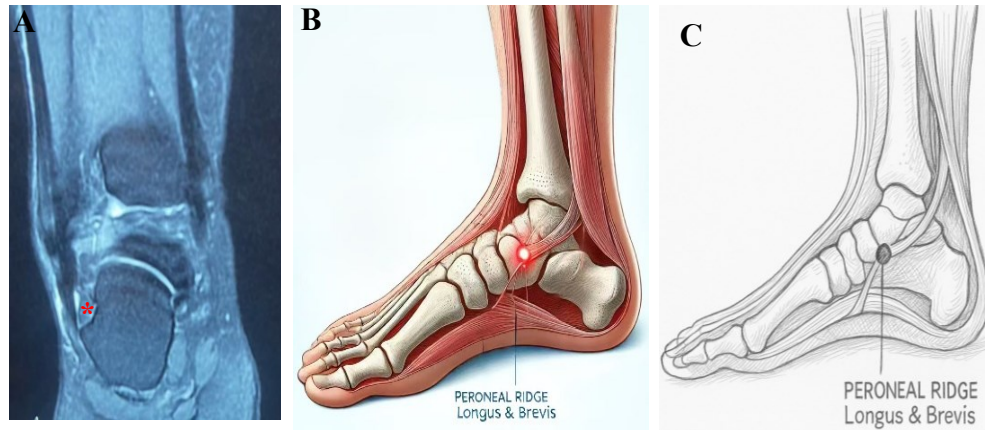 A
B
C
*
PERONEAL RIDGE
Longus & Brevis
PERONEAL RIDGE
Longus & Brevis